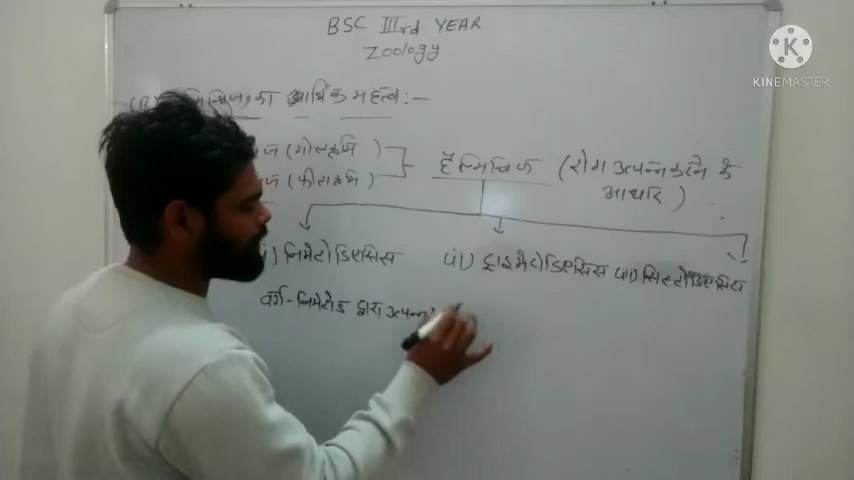 BSC IIIrd YEAR
Zoology
KINEMASTER
का आर्थिक महत्व:-
(गोलकृमि)
हैल्मिंथिज (रोग उत्पन्न करने के
(फीताकृमि)
आधार)
i) निमेटोडिएसिस ii) ट्राइमेटोडिएसिस iii) सिस्टोडिएसिस
वर्ग-निमेटोड द्वारा उत्पन्न